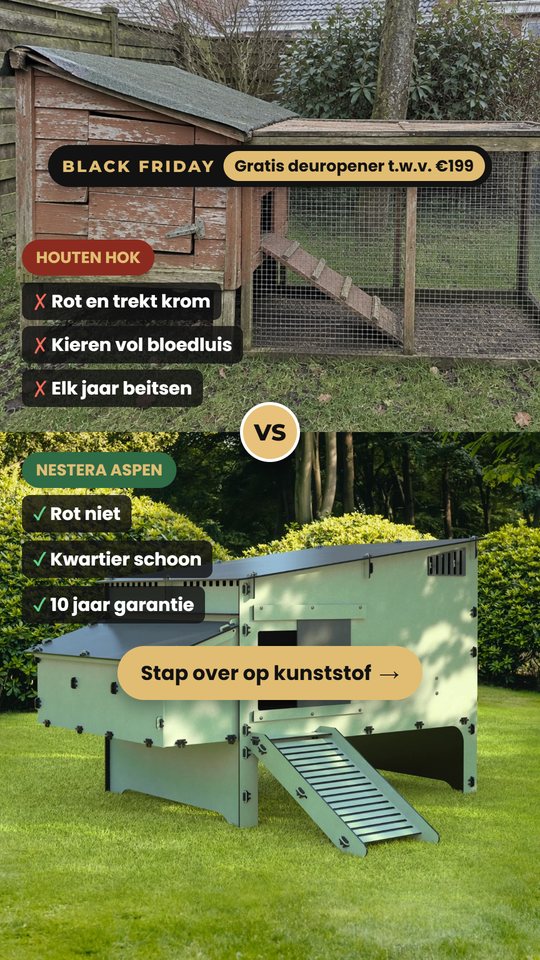 BLACK FRIDAY Gratis deuropener t.w.v. €199
HOUTEN HOK
✗ Rot en trekt krom
✗ Kieren vol bloedluis
✗ Elk jaar beitsen
VS
NESTERA ASPEN
✓ Rot niet
✓ Kwartier schoon
✓ 10 jaar garantie
Stap over op kunststof →